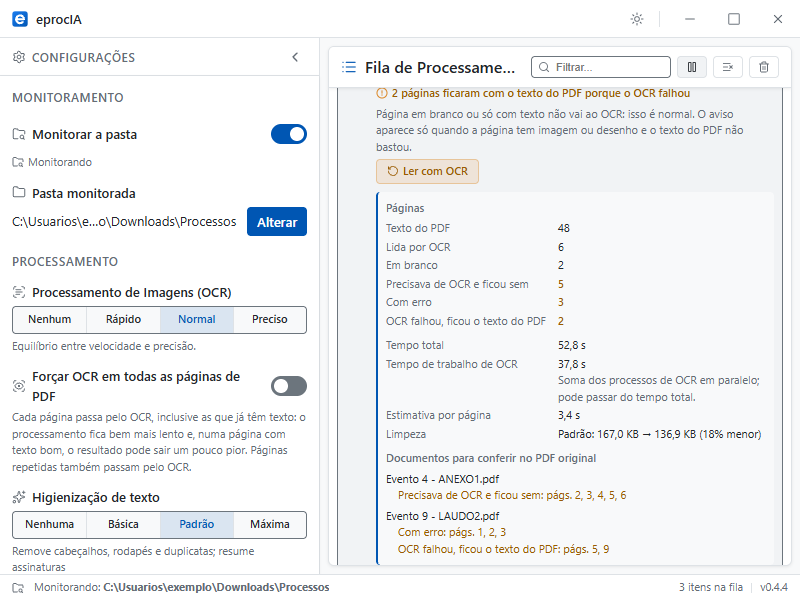 eprocIA
CONFIGURAÇÕES
MONITORAMENTO
Monitorar a pasta
Monitorando
Pasta monitorada
C:\Usuarios\e...o\Downloads\Processos
Alterar
PROCESSAMENTO
Processamento de Imagens (OCR)
Nenhum Rápido Normal Preciso
Equilíbrio entre velocidade e precisão.
Forçar OCR em todas as páginas de
PDF
Cada página passa pelo OCR, inclusive as que já têm texto: o
processamento fica bem mais lento e, numa página com
texto bom, o resultado pode sair um pouco pior. Páginas
repetidas também passam pelo OCR.
Higienização de texto
Nenhuma Básica Padrão Máxima
Remove cabeçalhos, rodapés e duplicatas; resume
assinaturas
Fila de Processame...
Filtrar...
2 páginas ficaram com o texto do PDF porque o OCR falhou
Página em branco ou só com texto não vai ao OCR: isso é normal. O aviso
aparece só quando a página tem imagem ou desenho e o texto do PDF não
bastou.
Ler com OCR
Páginas
Texto do PDF 48
Lida por OCR 6
Em branco 2
Precisava de OCR e ficou sem 5
Com erro 3
OCR falhou, ficou o texto do PDF 2
Tempo total 52,8 s
Tempo de trabalho de OCR 37,8 s
Soma dos processos de OCR em paralelo;
pode passar do tempo total.
Estimativa por página 3,4 s
Limpeza Padrão: 167,0 KB → 136,9 KB (18% menor)
Documentos para conferir no PDF original
Evento 4 - ANEXO1.pdf
Precisava de OCR e ficou sem: págs. 2, 3, 4, 5, 6
Evento 9 - LAUDO2.pdf
Com erro: págs. 1, 2, 3
OCR falhou, ficou o texto do PDF: págs. 5, 9
Monitorando: C:\Usuarios\exemplo\Downloads\Processos
3 itens na fila
v0.4.4